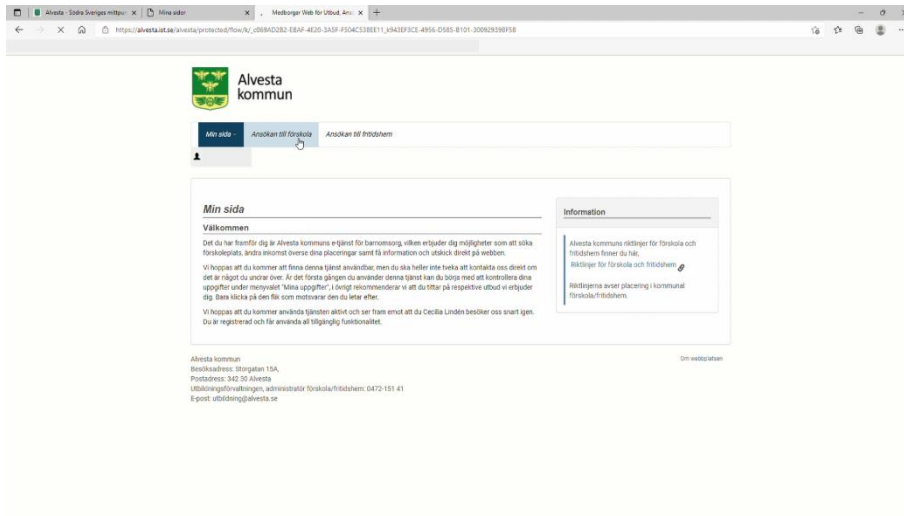 Alvesta - Södra Sveriges mittpun
Mina sidor
Medborgar Web för Utbud, Ans
https://alvesta.ist.se/alvesta/protected/flow/k/
Alvesta
kommun
Min sida
Ansökan till förskola
Ansökan till fritidshem
Min sida
Välkommen
Det du har framför dig är Alvesta kommuns e-tjänst för barnomsorg, vilken erbjuder dig möjligheter som att söka
förskoleplats, ändra inkomst överse dina placeringar samt få information och utskick direkt på webben.
Vi hoppas att du kommer att finna denna tjänst användbar, men du ska heller inte tveka att kontakta oss direkt om
det är något du undrar över. Är det första gången du använder denna tjänst kan du börja med att kontrollera dina
uppgifter under menyvalet "Mina uppgifter", i övrigt rekommenderar vi att du tittar på respektive utbud vi erbjuder
dig. Bara klicka på den flik som motsvarar den du letar efter.
Vi hoppas att du kommer använda tjänsten aktivt och ser fram emot att du Cecilia Lindén besöker oss snart igen.
Du är registrerad och får använda all tillgänglig funktionalitet.
Information
Alvesta kommuns riktlinjer för förskola och
fritidshem finner du här,
Riktlinjer för förskola och fritidshem
Riktlinjerna avser placering i kommunal
förskola/fritidshem.
Alvesta kommun
Besöksadress: Storgatan 15A,
Postadress: 342 30 Alvesta
Utbildningsförvaltningen, administratör förskola/fritidshem: 0472-151 41
E-post: utbildning@alvesta.se
Om webbplatsen